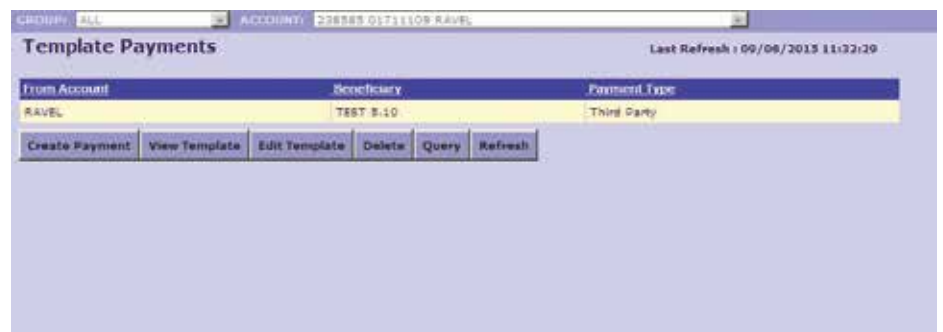 GROUP: ALL ACCOUNT: 238585 01711109 RAVEL
Template Payments Last Refresh : 09/06/2015 11:32:29
From Account Beneficiary Payment Type
RAVEL TEST 5.10 Third Party
Create Payment View Template Edit Template Delete Query Refresh